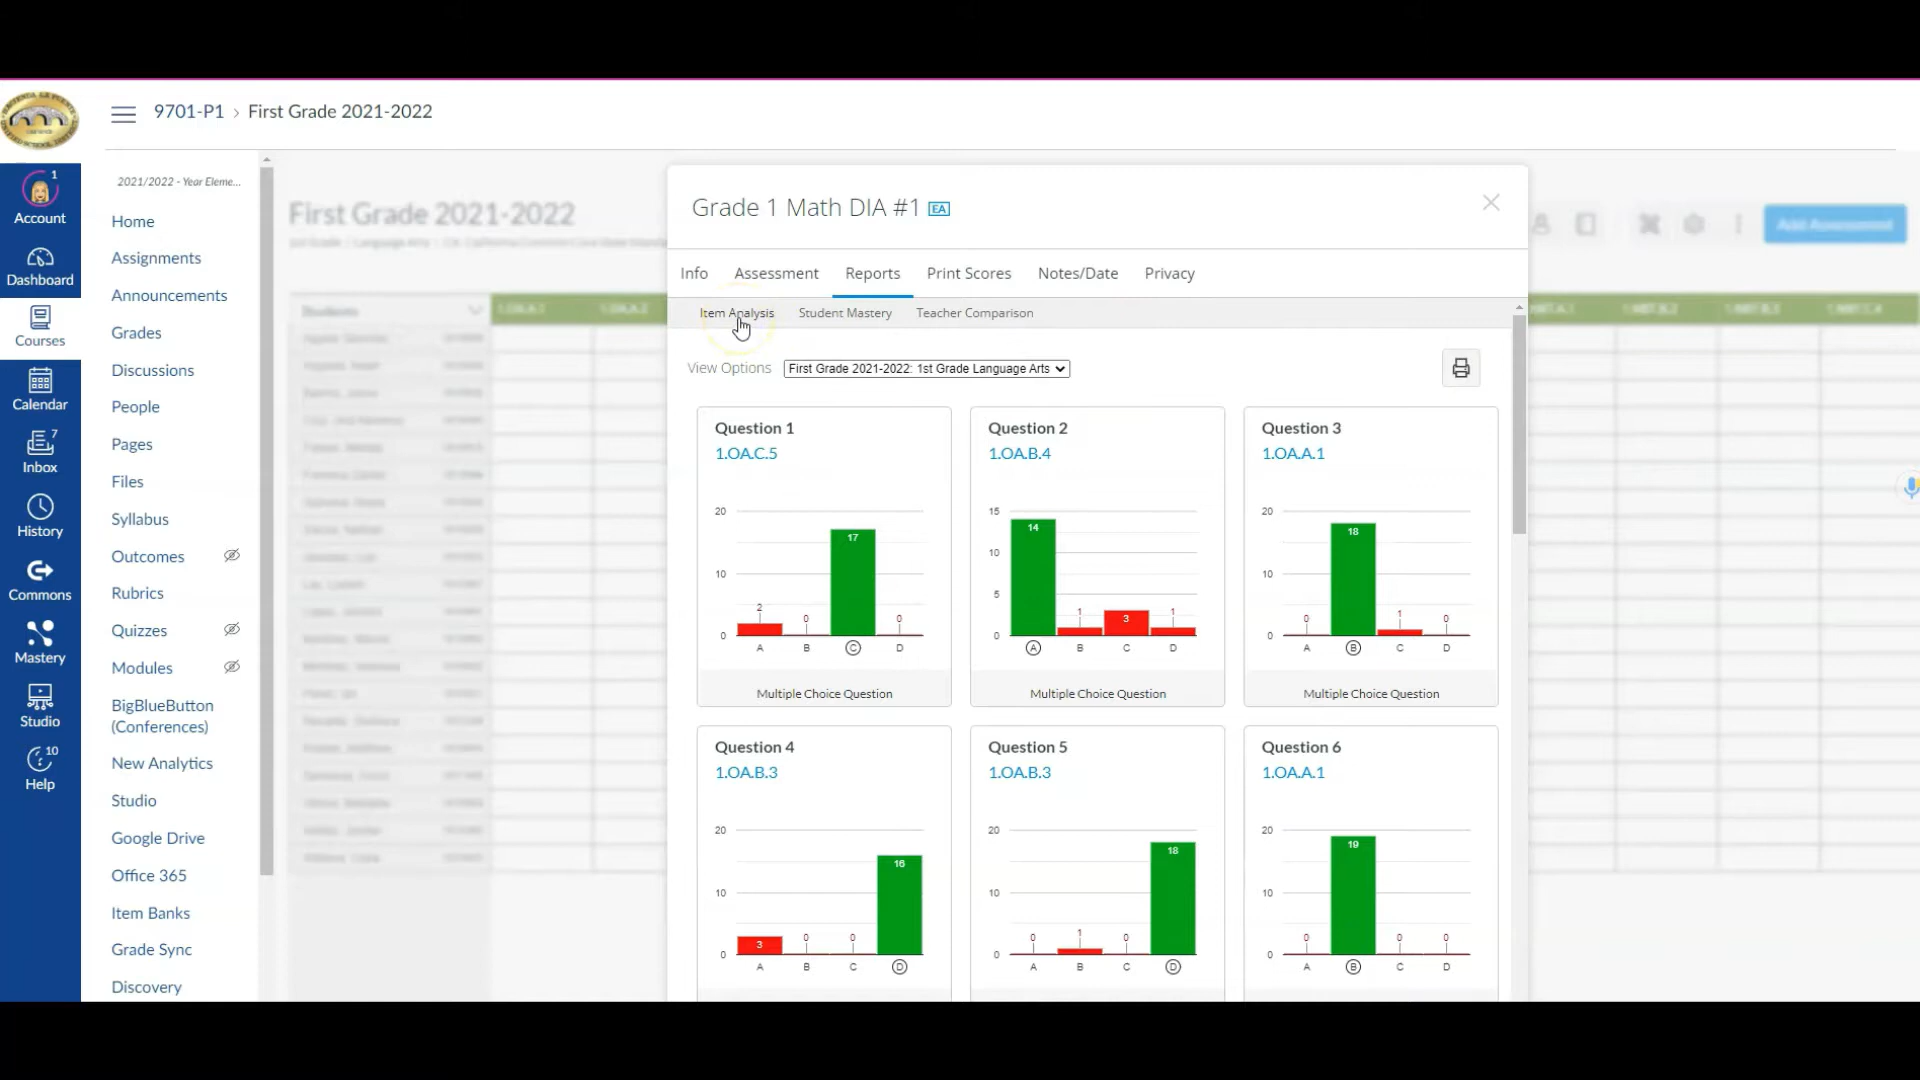 9701-P1 › First Grade 2021-2022
1
Account
Dashboard
Courses
Calendar
7
Inbox
History
Commons
Mastery
Studio
10
Help
2021/2022 - Year Eleme...
Home
Assignments
Announcements
Grades
Discussions
People
Pages
Files
Syllabus
Outcomes
Rubrics
Quizzes
Modules
BigBlueButton
(Conferences)
New Analytics
Studio
Google Drive
Office 365
Item Banks
Grade Sync
Discovery
First Grade 2021-2022
Students
Add Assessment
Grade 1 Math DIA #1 EA
Info Assessment Reports Print Scores Notes/Date Privacy
Item Analysis Student Mastery Teacher Comparison
View Options First Grade 2021-2022: 1st Grade Language Arts
Question 1
1.OA.C.5
20
10
0
2 0 17 0
A B C D
Multiple Choice Question
Question 2
1.OA.B.4
15
10
5
0
14 1 3 1
A B C D
Multiple Choice Question
Question 3
1.OA.A.1
20
10
0
0 18 1 0
A B C D
Multiple Choice Question
Question 4
1.OA.B.3
20
10
0
3 0 0 16
A B C D
Question 5
1.OA.B.3
20
10
0
0 1 0 18
A B C D
Question 6
1.OA.A.1
20
10
0
0 19 0 0
A B C D